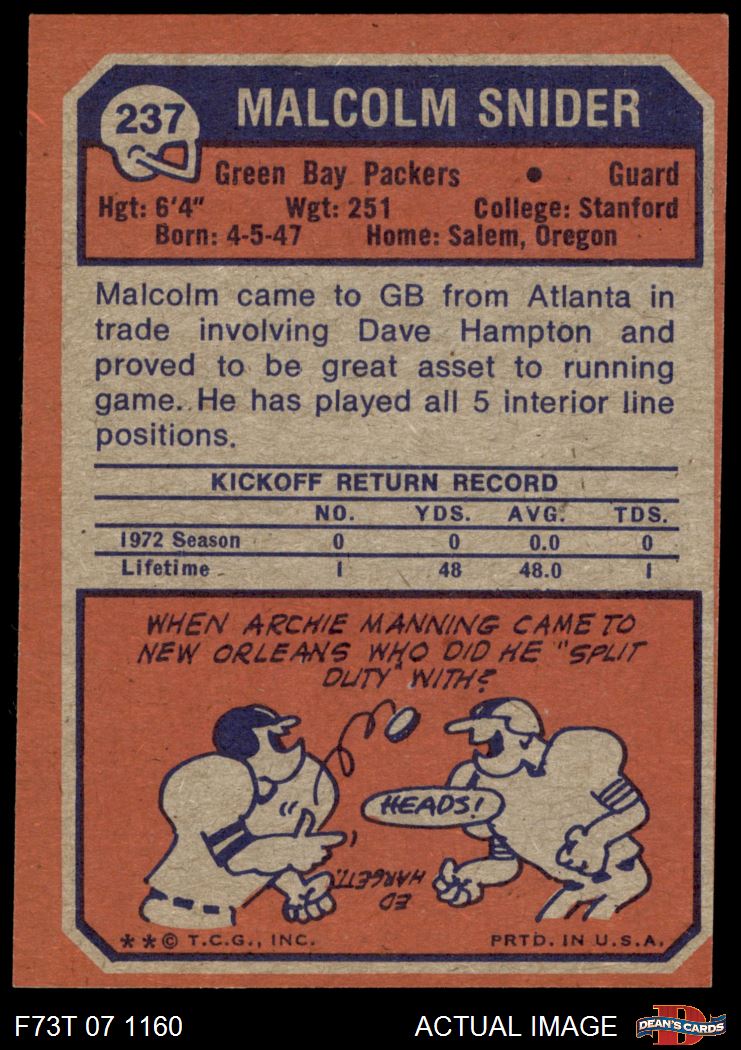 237
MALCOLM SNIDER
Green Bay Packers • Guard
Hgt: 6'4" Wgt: 251 College: Stanford
Born: 4-5-47 Home: Salem, Oregon
Malcolm came to GB from Atlanta in
trade involving Dave Hampton and
proved to be great asset to running
game. He has played all 5 interior line
positions.
KICKOFF RETURN RECORD
NO. YDS. AVG. TDS.
1972 Season 0 0 0.0 0
Lifetime 1 48 48.0 1
WHEN ARCHIE MANNING CAME TO
NEW ORLEANS WHO DID HE "SPLIT
DUTY" WITH?
HEADS!
ED
HARGETT.
** © T.C.G., INC. PRTD. IN U.S.A.
F73T 07 1160 ACTUAL IMAGE
D
DEAN'S CARDS